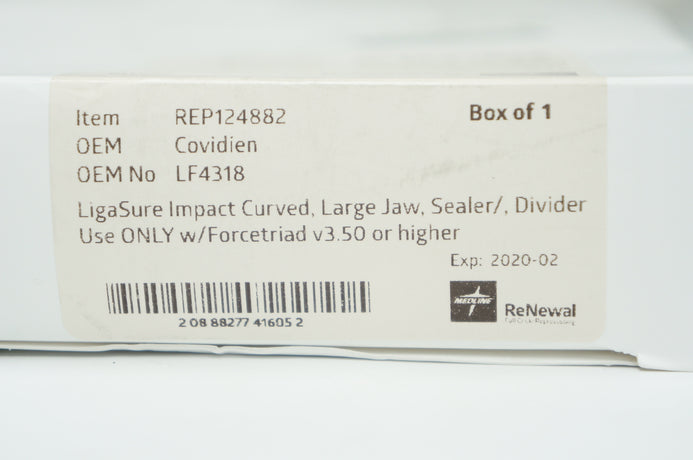 Item REP124882 Box of 1
OEM Covidien
OEM No LF4318
LigaSure Impact Curved, Large Jaw, Sealer/, Divider
Use ONLY w/Forcetriad v3.50 or higher
Exp: 2020-02
2 08 88277 41605 2
MEDLINE
ReNewal